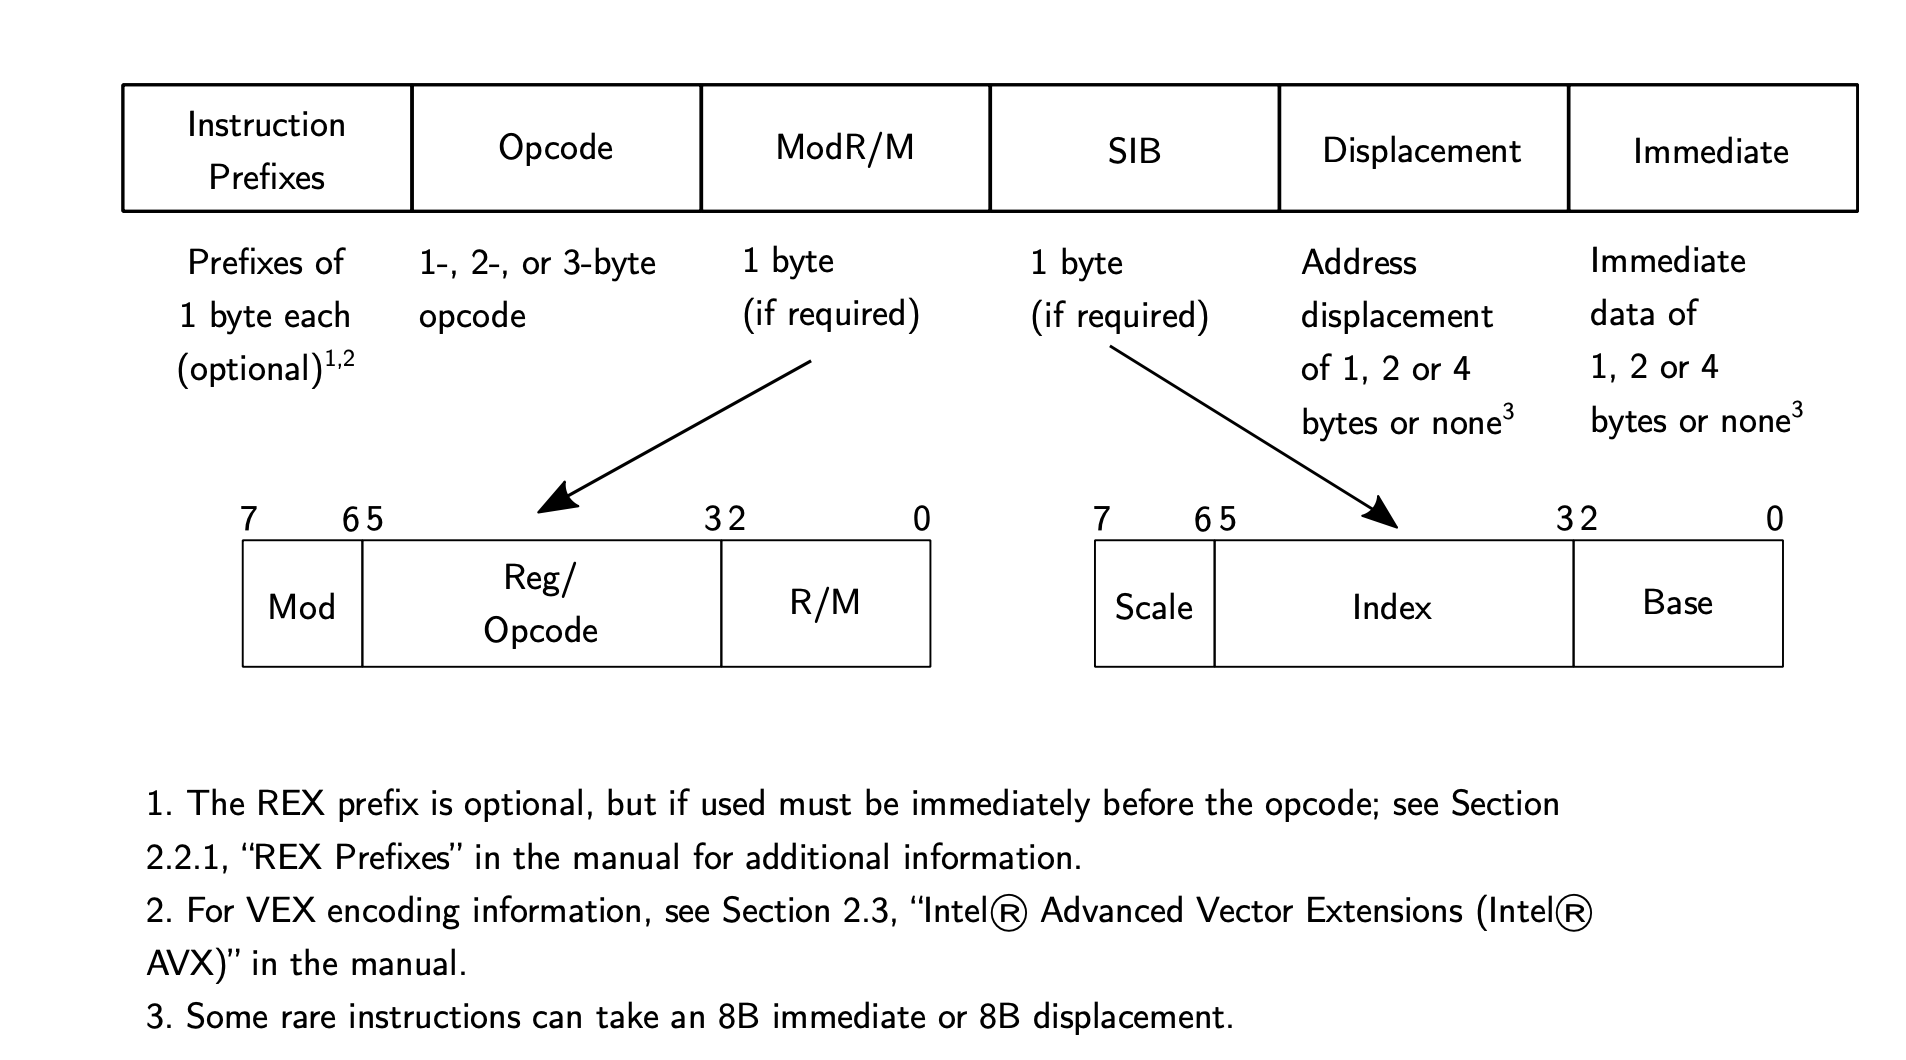 Instruction
Prefixes
Opcode
ModR/M
SIB
Displacement
Immediate
Prefixes of
1 byte each
(optional)1,2
1-, 2-, or 3-byte
opcode
1 byte
(if required)
1 byte
(if required)
Address
displacement
of 1, 2 or 4
bytes or none3
Immediate
data of
1, 2 or 4
bytes or none3
7 6 5 3 2 0
Mod
Reg/
Opcode
R/M
7 6 5 3 2 0
Scale
Index
Base
1. The REX prefix is optional, but if used must be immediately before the opcode; see Section
2.2.1, “REX Prefixes” in the manual for additional information.
2. For VEX encoding information, see Section 2.3, “Intel® Advanced Vector Extensions (Intel®
AVX)” in the manual.
3. Some rare instructions can take an 8B immediate or 8B displacement.